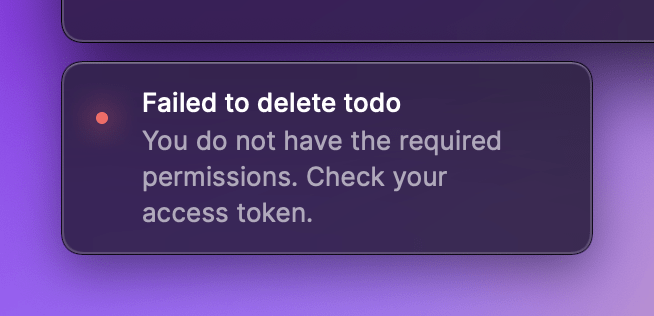 Failed to delete todo
You do not have the required
permissions. Check your
access token.